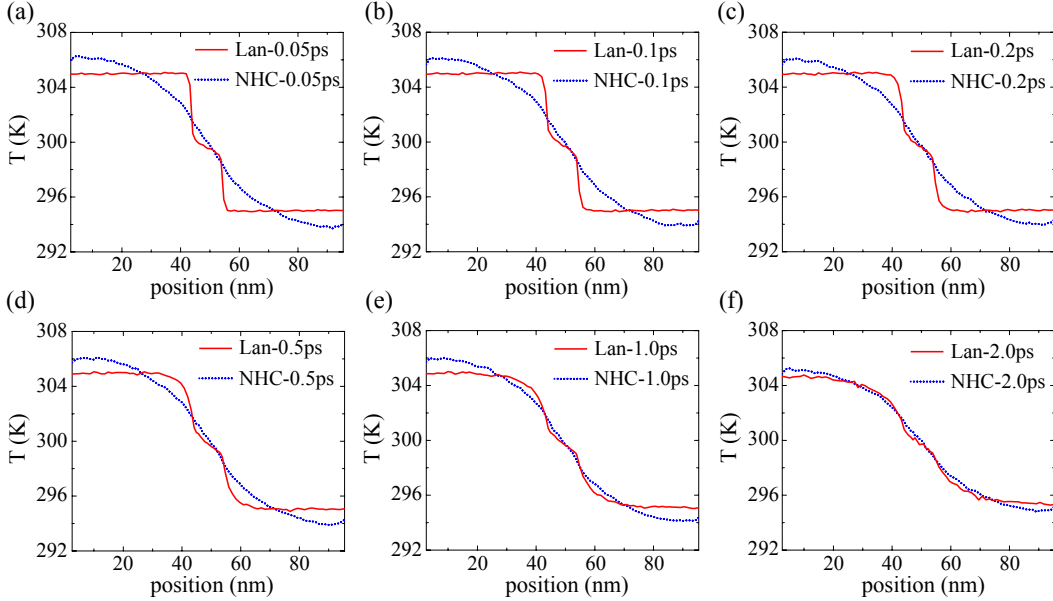 (a)
308
304
300
296
292
T (K)
Lan-0.05ps
NHC-0.05ps
20 40 60 80
position (nm)
(b)
308
304
300
296
292
T (K)
Lan-0.1ps
NHC-0.1ps
20 40 60 80
position (nm)
(c)
308
304
300
296
292
T (K)
Lan-0.2ps
NHC-0.2ps
20 40 60 80
position (nm)
(d)
308
304
300
296
292
T (K)
Lan-0.5ps
NHC-0.5ps
20 40 60 80
position (nm)
(e)
308
304
300
296
292
T (K)
Lan-1.0ps
NHC-1.0ps
20 40 60 80
position (nm)
(f)
308
304
300
296
292
T (K)
Lan-2.0ps
NHC-2.0ps
20 40 60 80
position (nm)